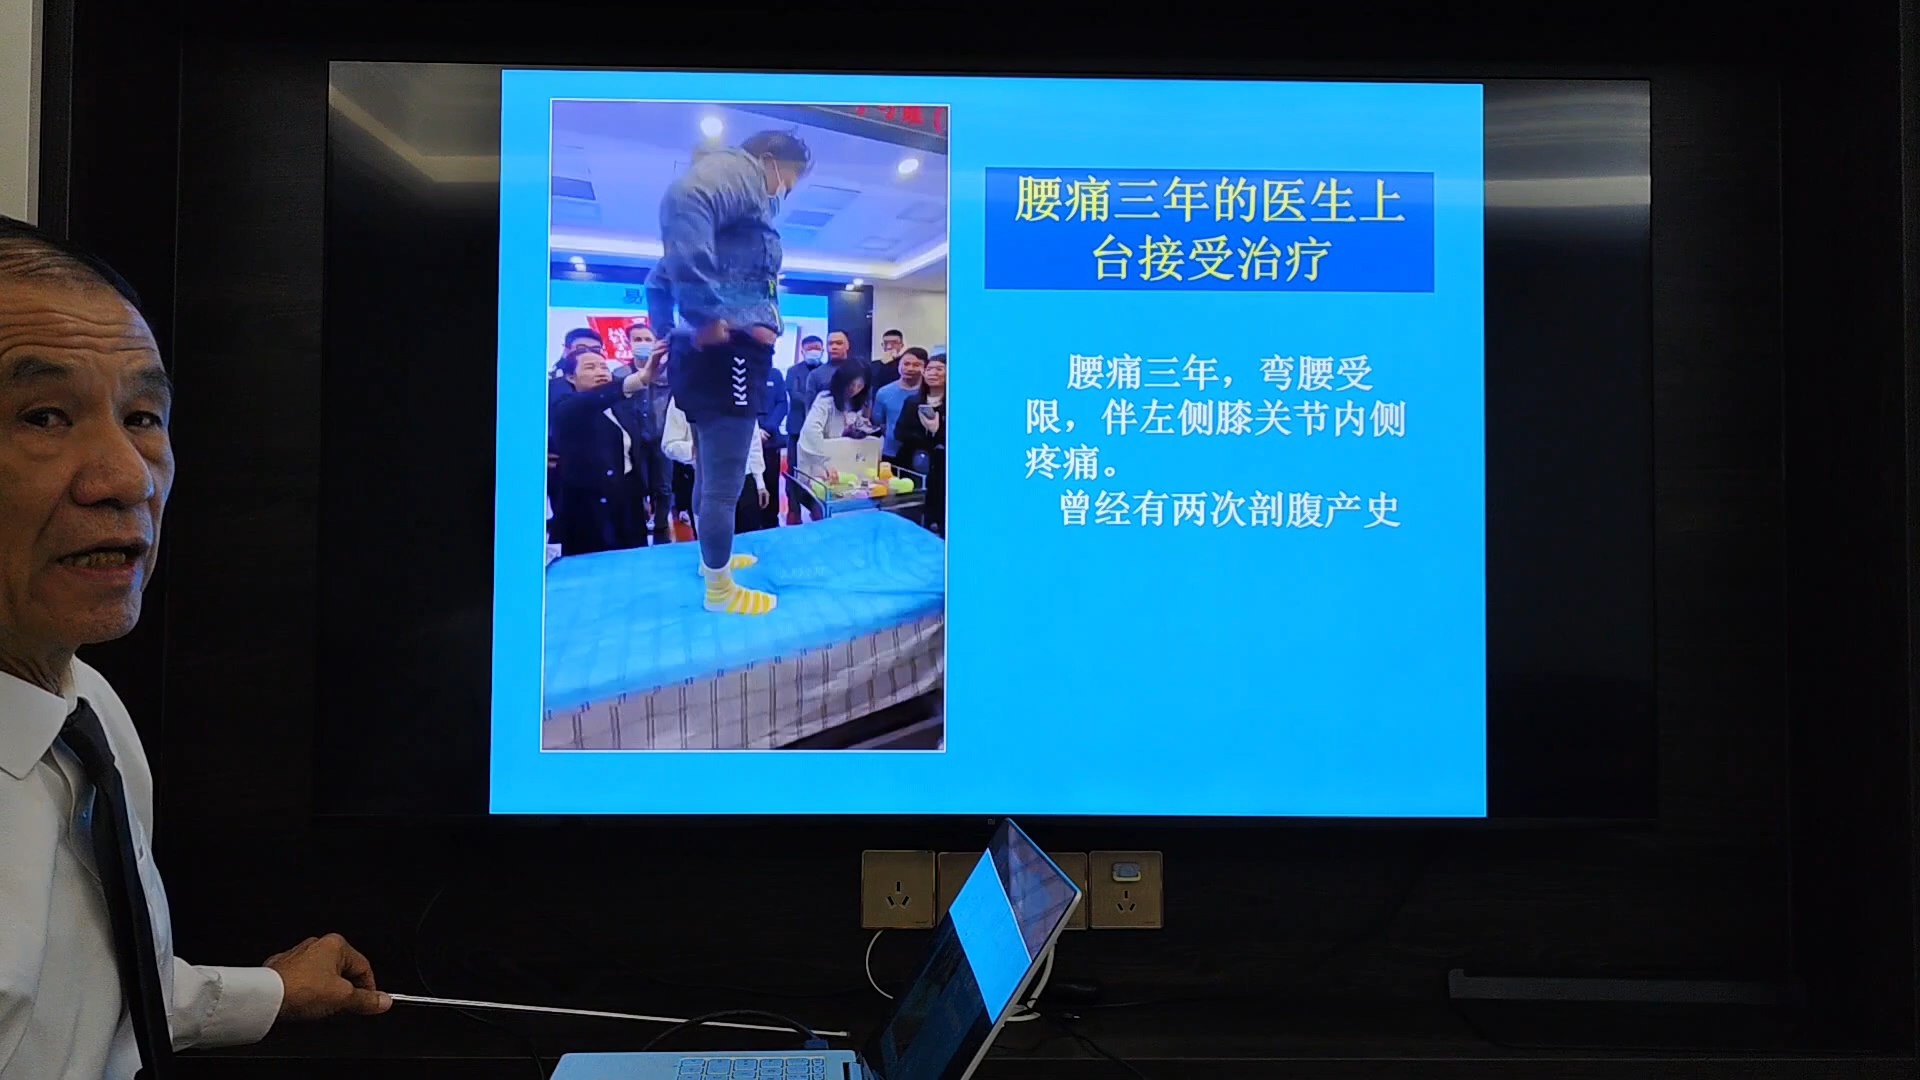 腰痛三年的医生上
台接受治疗
腰痛三年，弯腰受
限，伴左侧膝关节内侧
疼痛。
曾经有两次剖腹产史
易